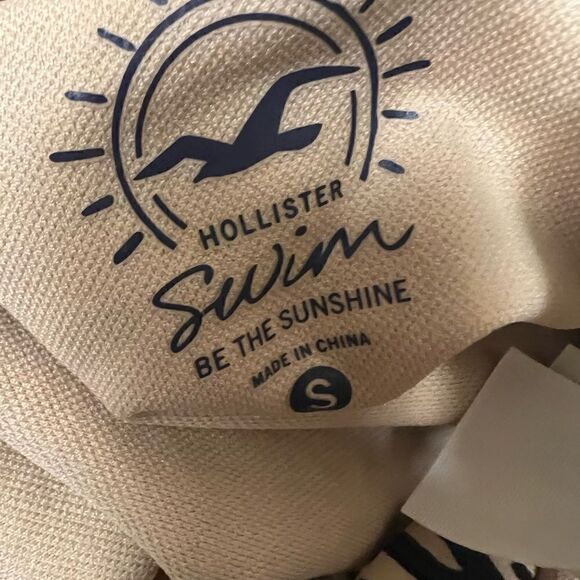 HOLLISTER
Swim
BE THE SUNSHINE
MADE IN CHINA
S